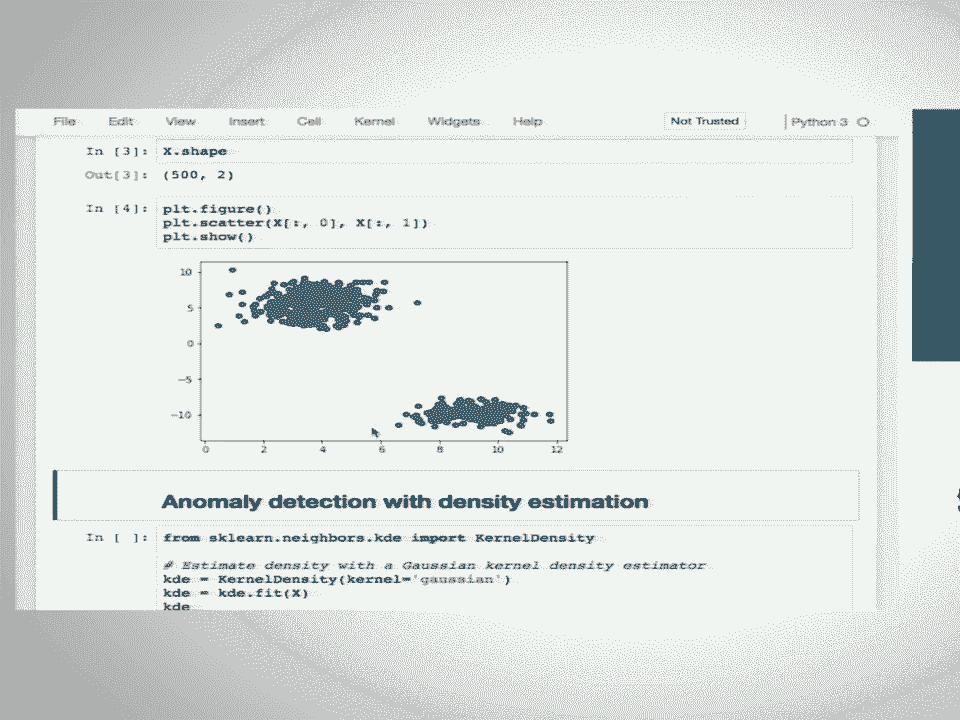 File Edit View Insert Cell Kernel Widgets Help Not Trusted Python 3
In [3]: X.shape
Out[3]: (500, 2)
In [4]: plt.figure()
plt.scatter(X[:, 0], X[:, 1])
plt.show()
10
5
0
−5
−10
0 2 4 6 8 10 12
Anomaly detection with density estimation
In [ ]: from sklearn.neighbors.kde import KernelDensity
# Estimate density with a Gaussian kernel density estimator
kde = KernelDensity(kernel='gaussian')
kde = kde.fit(X)
kde